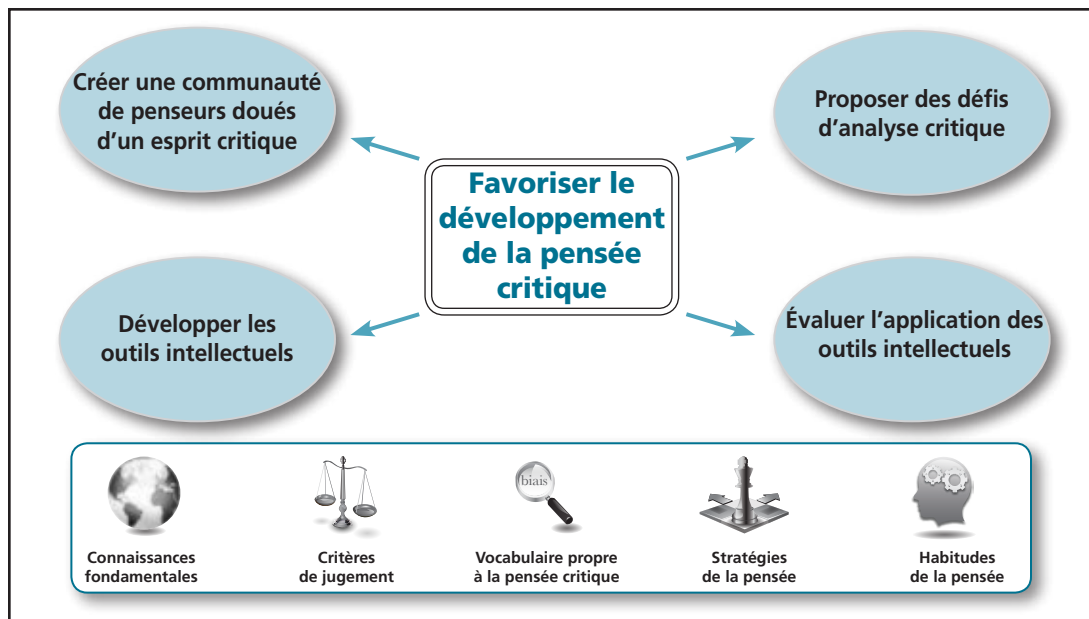 Créer une communauté
de penseurs doués
d’un esprit critique
Proposer des défis
d’analyse critique
Favoriser le
développement
de la pensée
critique
Développer les
outils intellectuels
Évaluer l’application des
outils intellectuels
biais
Connaissances
fondamentales
Critères
de jugement
Vocabulaire propre
à la pensée critique
Stratégies
de la pensée
Habitudes
de la pensée